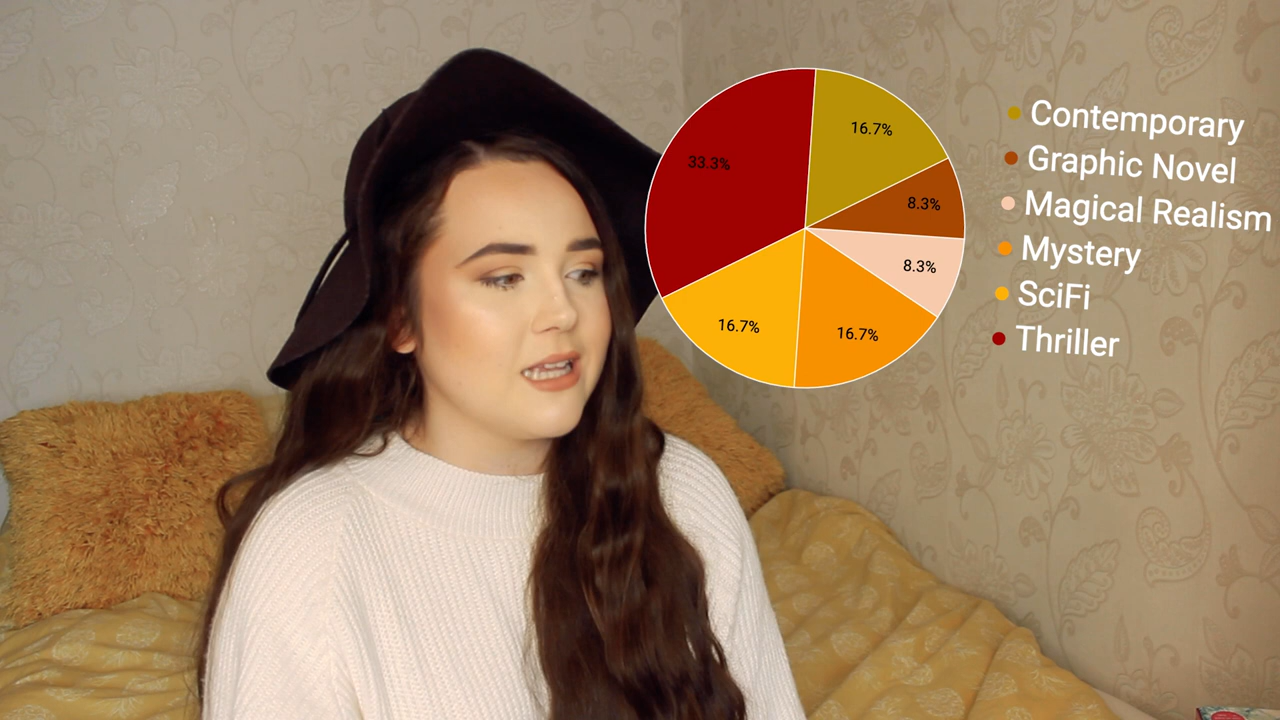 16.7%
33.3%
8.3%
8.3%
16.7%
16.7%
Contemporary
Graphic Novel
Magical Realism
Mystery
SciFi
Thriller